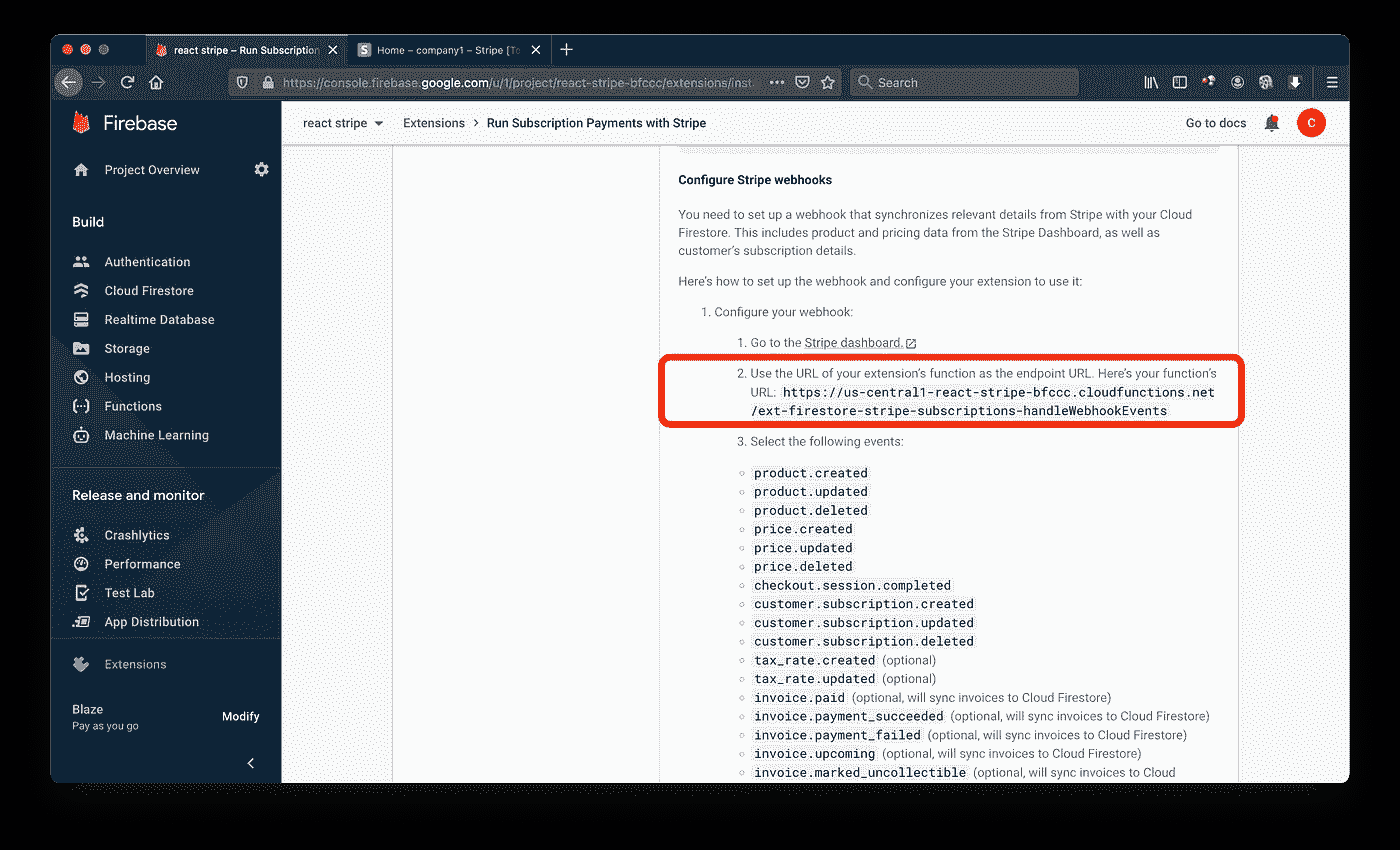 react stripe – Run Subscription
Home – company1 – Stripe [To
https://console.firebase.google.com/u/1/project/react-stripe-bfccc/extensions/inst
Search
Firebase
react stripe
Extensions
Run Subscription Payments with Stripe
Go to docs
C
Project Overview
Build
Authentication
Cloud Firestore
Realtime Database
Storage
Hosting
Functions
Machine Learning
Release and monitor
Crashlytics
Performance
Test Lab
App Distribution
Extensions
Blaze
Pay as you go
Modify
Configure Stripe webhooks
You need to set up a webhook that synchronizes relevant details from Stripe with your Cloud
Firestore. This includes product and pricing data from the Stripe Dashboard, as well as
customer's subscription details.
Here's how to set up the webhook and configure your extension to use it:
1. Configure your webhook:
1. Go to the Stripe dashboard.
2. Use the URL of your extension's function as the endpoint URL. Here's your function's
URL: https://us-central1-react-stripe-bfccc.cloudfunctions.net
/ext-firestore-stripe-subscriptions-handleWebhookEvents
3. Select the following events:
product.created
product.updated
product.deleted
price.created
price.updated
price.deleted
checkout.session.completed
customer.subscription.created
customer.subscription.updated
customer.subscription.deleted
tax_rate.created (optional)
tax_rate.updated (optional)
invoice.paid (optional, will sync invoices to Cloud Firestore)
invoice.payment_succeeded (optional, will sync invoices to Cloud Firestore)
invoice.payment_failed (optional, will sync invoices to Cloud Firestore)
invoice.upcoming (optional, will sync invoices to Cloud Firestore)
invoice.marked_uncollectible (optional, will sync invoices to Cloud